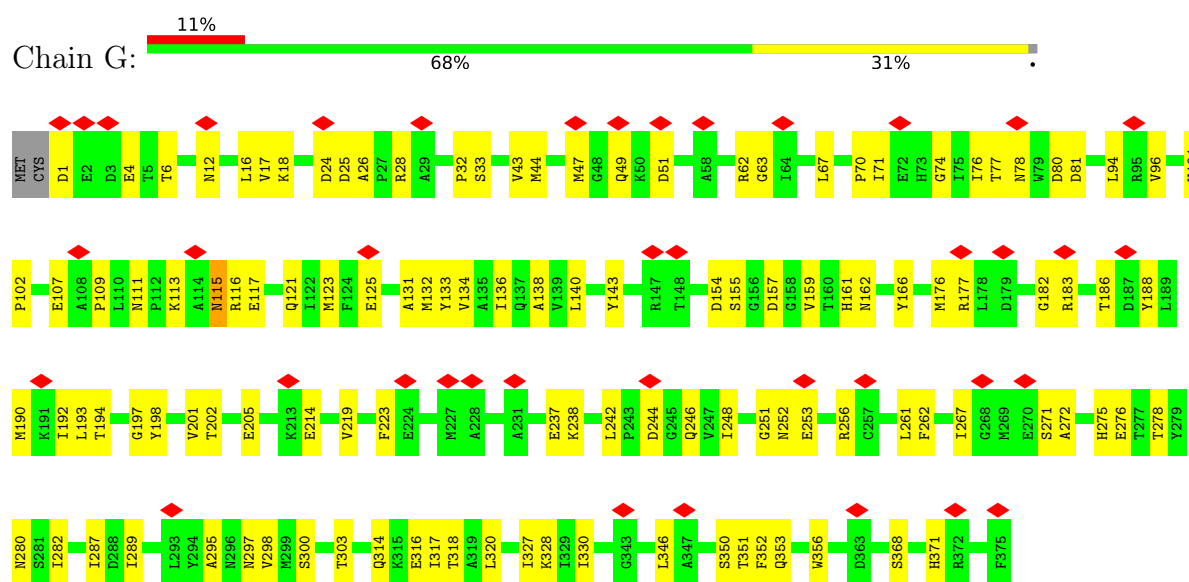 11%
Chain G:
68% 31% •
MET CYS D1 E2 D3 E4 T5 T6 N12 L16 V17 K18 D24 D25 A26 P27 R28 A29 P32 S33 V43 M44 M47 G48 Q49 K50 D51 A58 R62 G63 I64 L67 P70 I71 E72 H73 G74 I75 I76 T77 N78 W79 D80 D81 L94 R95 V96
P102 E107 A108 P109 L110 N111 P112 K113 A114 N115 R116 E117 Q121 I122 M123 F124 E125 A131 M132 Y133 V134 A135 I136 Q137 A138 V139 L140 Y143 R147 T148 D154 S155 G156 D157 G158 V159 T160 H161 N162 Y166 M176 R177 L178 D179 G182 R183 T186 D187 Y188 L189
M190 K191 I192 L193 T194 G197 Y198 V201 T202 E205 K213 E214 V219 F223 E224 M227 A228 A231 E237 K238 L242 P243 D244 G245 Q246 V247 I248 G251 N252 E253 R256 C257 L261 F262 I267 G268 M269 E270 S271 A272 H275 E276 T277 T278 Y279
N280 S281 I282 I287 D288 I289 L293 Y294 A295 N296 N297 V298 M299 S300 T303 Q314 K315 E316 I317 T318 A319 L320 I327 K328 I329 I330 G343 L346 A347 S350 T351 F352 Q353 W356 D363 S368 H371 R372 F375